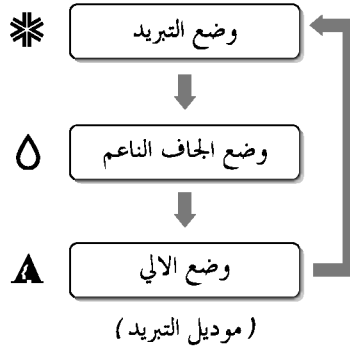 وضع التبريد
وضع الجاف الناعم
وضع الالي
(موديل التبريد)